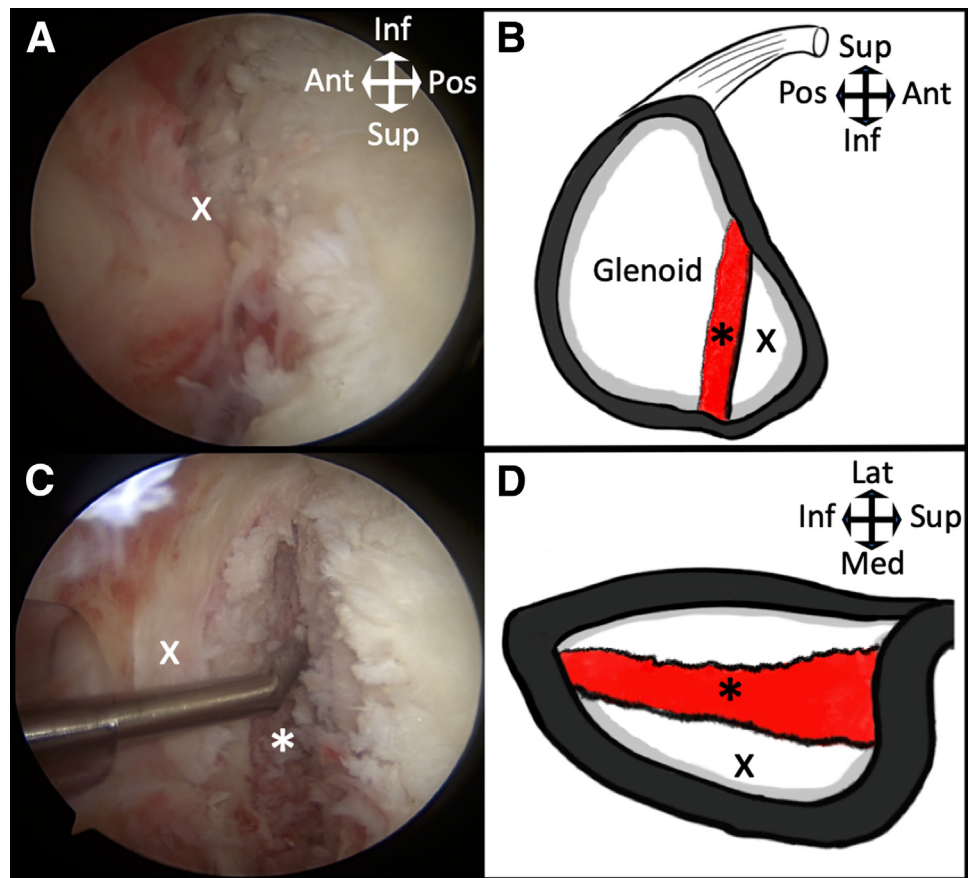 A
Inf
Ant Pos
Sup
X
B
Sup
Pos Ant
Inf
Glenoid
*
X
C
X
*
D
Lat
Inf Sup
Med
*
X